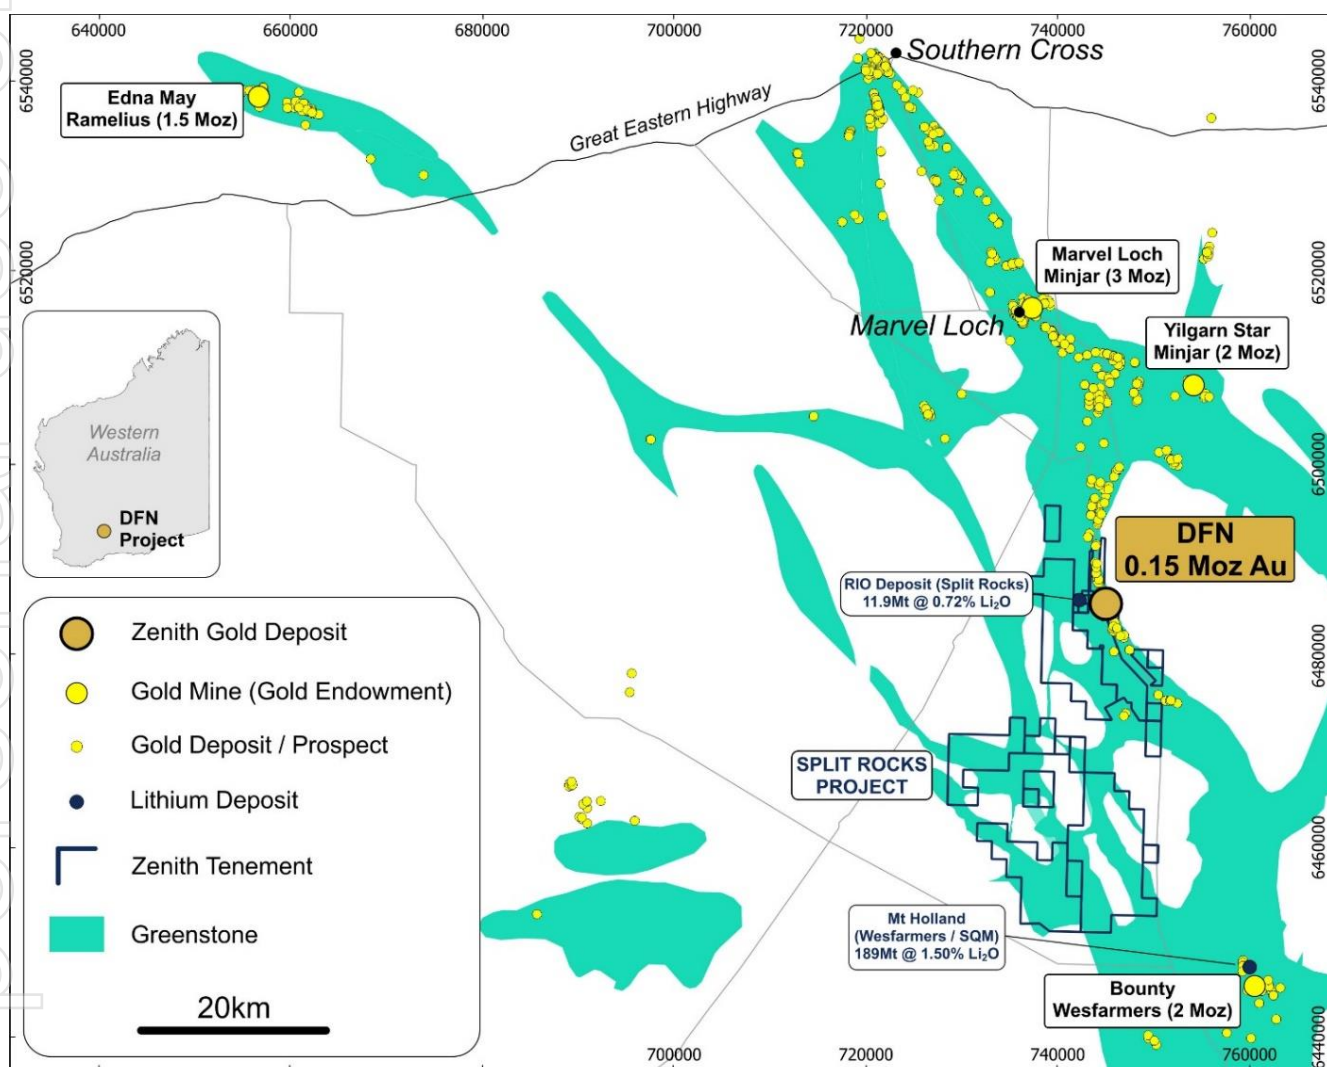 640000
660000
680000
700000
720000
740000
760000
6540000
6520000
6540000
6520000
6500000
6480000
6460000
6440000
Southern Cross
Great Eastern Highway
Edna May
Ramelius (1.5 Moz)
Marvel Loch
Minjar (3 Moz)
Marvel Loch
Yilgarn Star
Minjar (2 Moz)
Western
Australia
DFN
Project
DFN
0.15 Moz Au
RIO Deposit (Split Rocks)
11.9Mt @ 0.72% Li₂O
SPLIT ROCKS
PROJECT
Mt Holland
(Wesfarmers / SQM)
189Mt @ 1.50% Li₂O
Bounty
Wesfarmers (2 Moz)
Zenith Gold Deposit
Gold Mine (Gold Endowment)
Gold Deposit / Prospect
Lithium Deposit
Zenith Tenement
Greenstone
20km
700000
720000
740000
760000